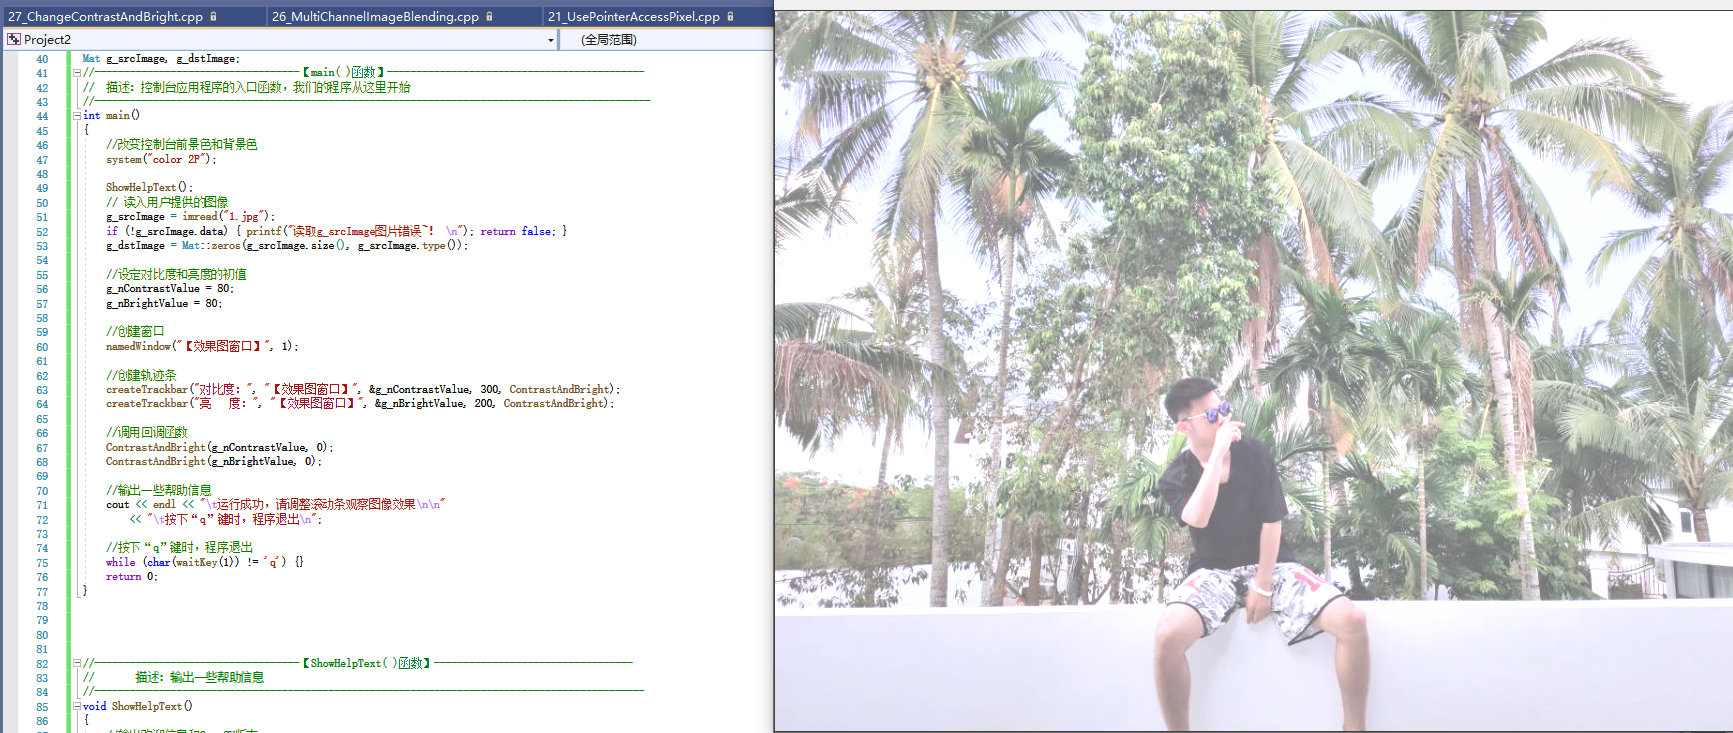 27_ChangeContrastAndBright.cpp 26_MultiChannelImageBlending.cpp 21_UsePointerAccessPixel.cpp
Project2 (全局范围)
40 Mat g_srcImage, g_dstImage;
41 //-----------------------------------【main( )函数】--------------------------------------------
42 // 描述：控制台应用程序的入口函数，我们的程序从这里开始
43 //-----------------------------------------------------------------------------------------------
44 int main()
45 {
46 //改变控制台前景色和背景色
47 system("color 2F");
48
49 ShowHelpText();
50 // 读入用户提供的图像
51 g_srcImage = imread("1.jpg");
52 if (!g_srcImage.data) { printf("读取g_srcImage图片错误~！ \n"); return false; }
53 g_dstImage = Mat::zeros(g_srcImage.size(), g_srcImage.type());
54
55 //设定对比度和亮度的初值
56 g_nContrastValue = 80;
57 g_nBrightValue = 80;
58
59 //创建窗口
60 namedWindow("【效果图窗口】", 1);
61
62 //创建轨迹条
63 createTrackbar("对比度：", "【效果图窗口】", &g_nContrastValue, 300, ContrastAndBright);
64 createTrackbar("亮   度：", "【效果图窗口】", &g_nBrightValue, 200, ContrastAndBright);
65
66 //调用回调函数
67 ContrastAndBright(g_nContrastValue, 0);
68 ContrastAndBright(g_nBrightValue, 0);
69
70 //输出一些帮助信息
71 cout << endl << "\t运行成功，请调整滚动条观察图像效果\n\n"
72 << "\t按下“q”键时，程序退出\n";
73
74 //按下“q”键时，程序退出
75 while (char(waitKey(1)) != 'q') {}
76 return 0;
77 }
78
79
80
81
82 //-----------------------------------【ShowHelpText( )函数】----------------------------------
83 // 描述：输出一些帮助信息
84 //----------------------------------------------------------------------------------------------
85 void ShowHelpText()
86 {